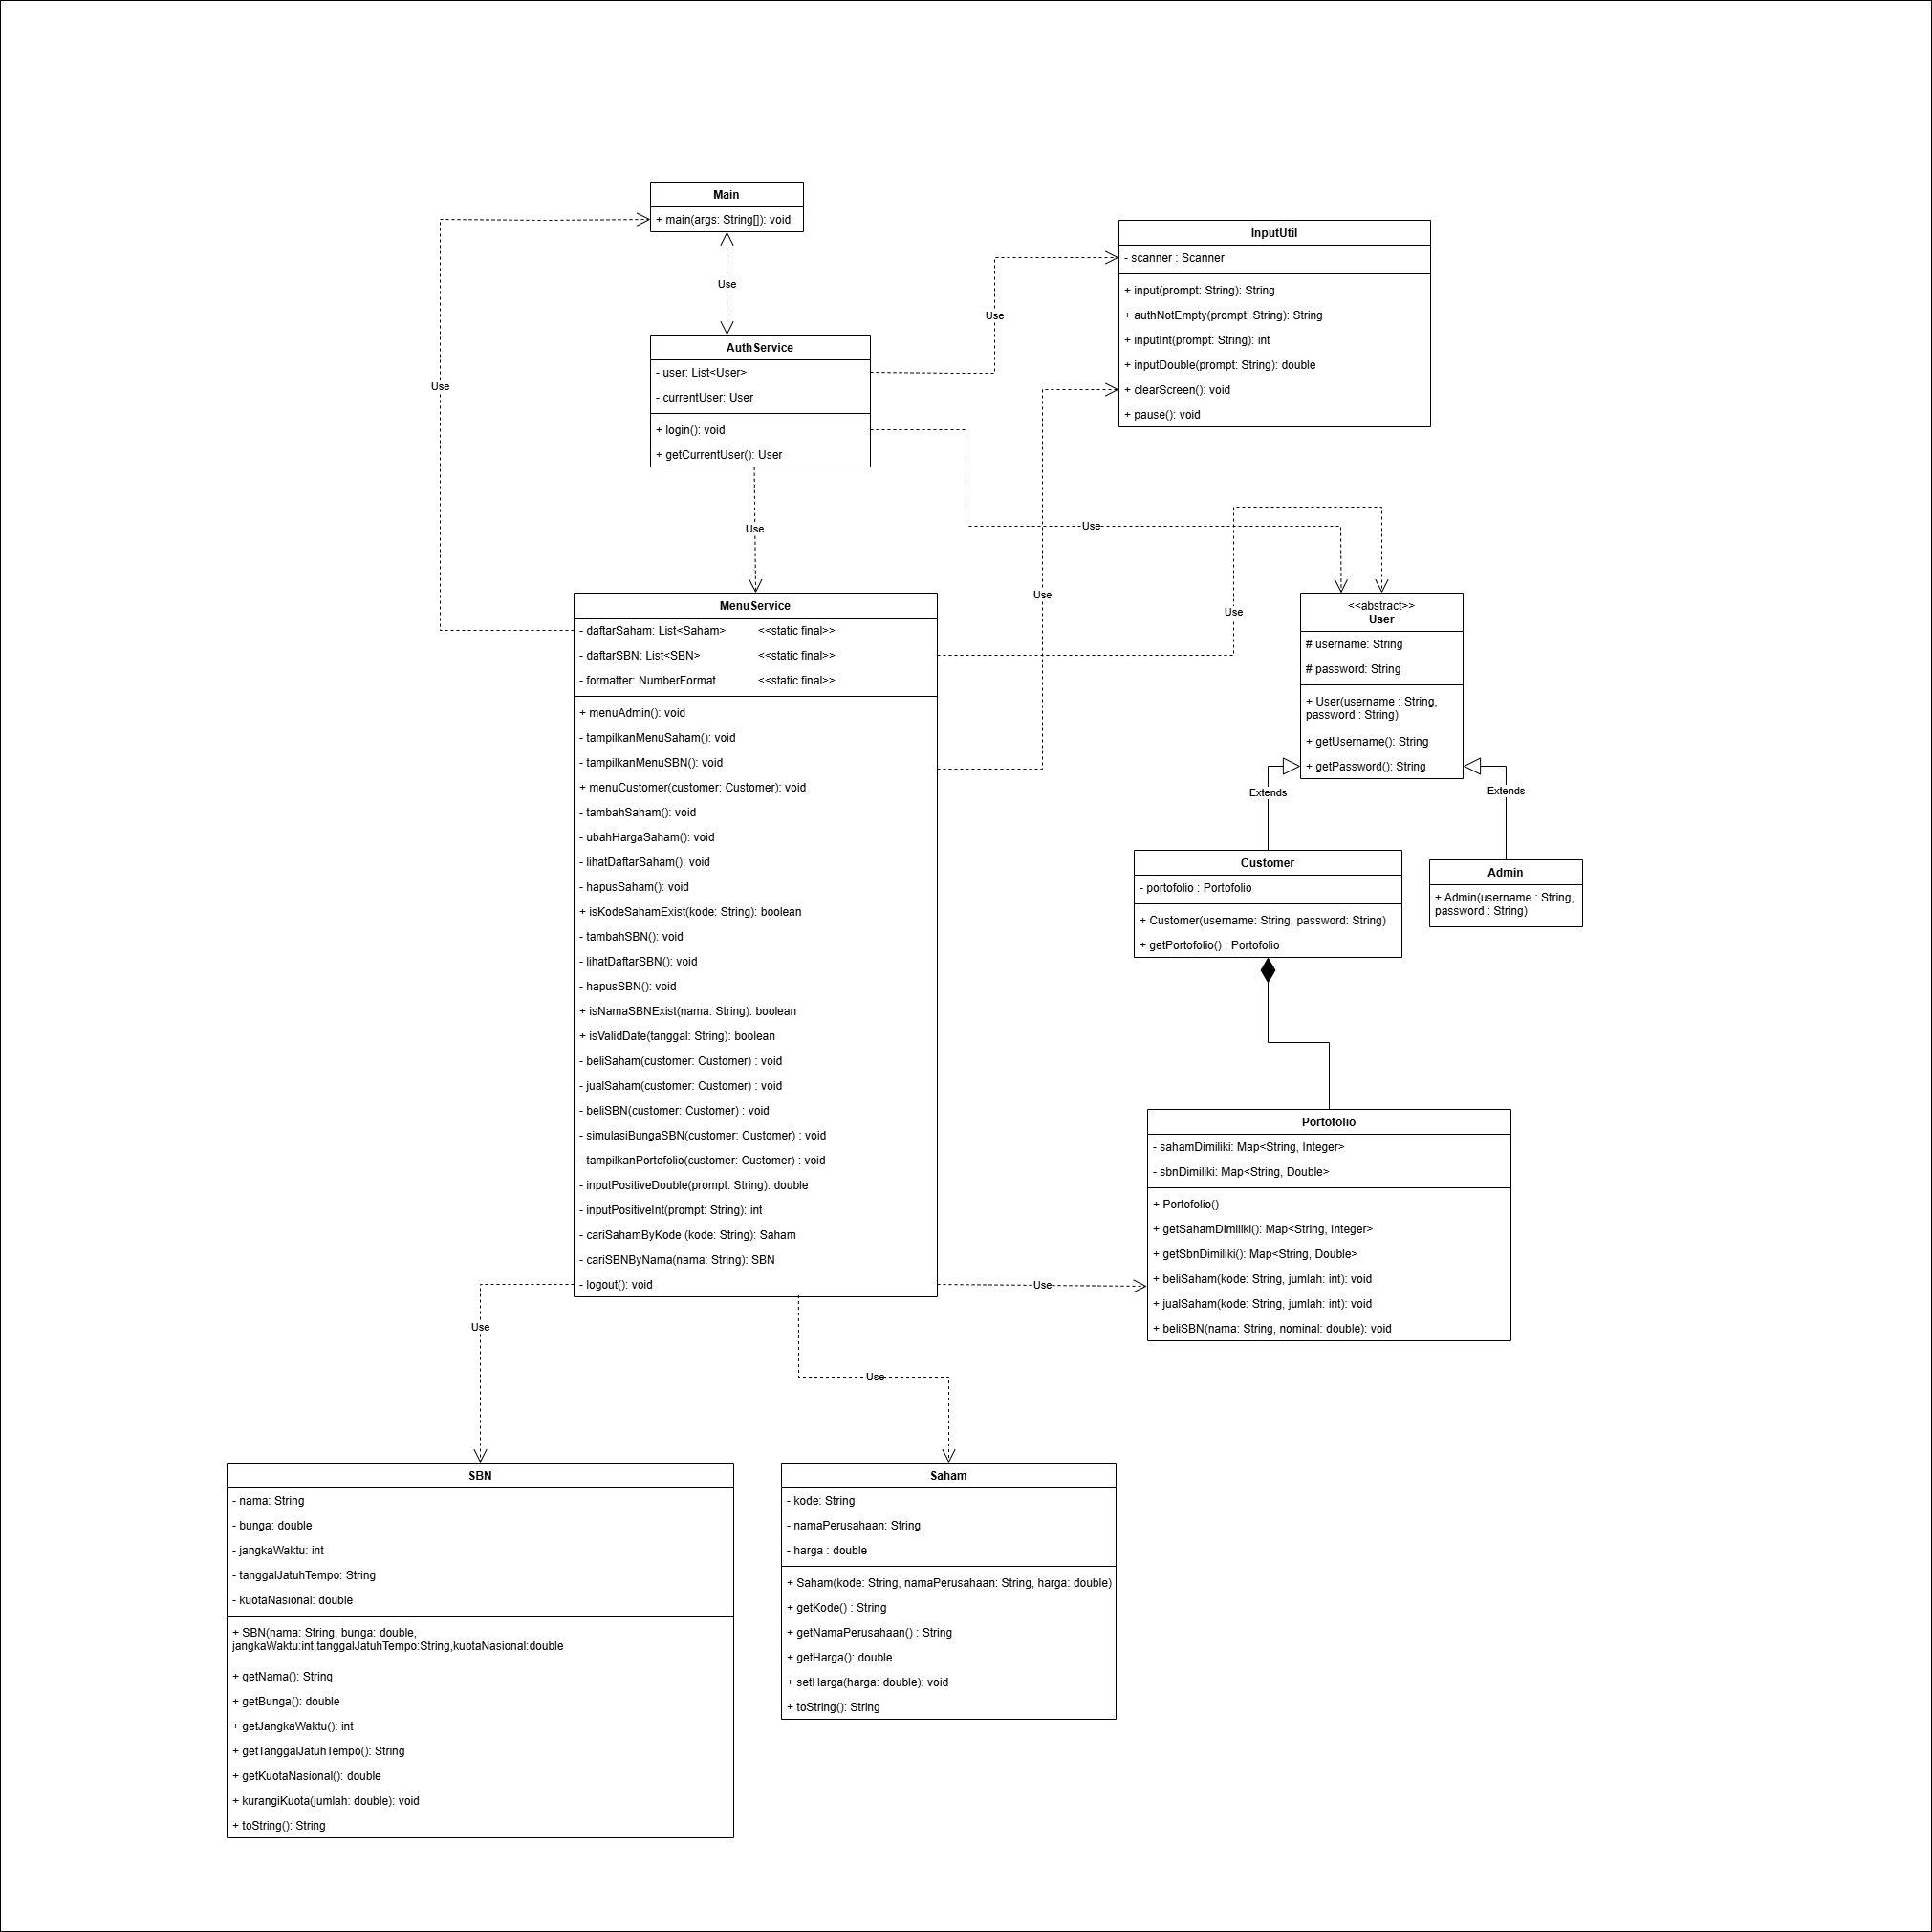 Main
+ main(args: String[]): void
Use
Use
AuthService
- user: List<User>
- currentUser: User
+ login(): void
+ getCurrentUser(): User
Use
InputUtil
- scanner : Scanner
+ input(prompt: String): String
+ authNotEmpty(prompt: String): String
+ inputInt(prompt: String): int
+ inputDouble(prompt: String): double
+ clearScreen(): void
+ pause(): void
Use
Use
Use
Use
MenuService
- daftarSaham: List<Saham> <<static final>>
- daftarSBN: List<SBN> <<static final>>
- formatter: NumberFormat <<static final>>
+ menuAdmin(): void
- tampilkanMenuSaham(): void
- tampilkanMenuSBN(): void
+ menuCustomer(customer: Customer): void
- tambahSaham(): void
- ubahHargaSaham(): void
- lihatDaftarSaham(): void
- hapusSaham(): void
+ isKodeSahamExist(kode: String): boolean
- tambahSBN(): void
- lihatDaftarSBN(): void
- hapusSBN(): void
+ isNamaSBNExist(nama: String): boolean
+ isValidDate(tanggal: String): boolean
- beliSaham(customer: Customer) : void
- jualSaham(customer: Customer) : void
- beliSBN(customer: Customer) : void
- simulasiBungaSBN(customer: Customer) : void
- tampilkanPortofolio(customer: Customer) : void
- inputPositiveDouble(prompt: String): double
- inputPositiveInt(prompt: String): int
- cariSahamByKode (kode: String): Saham
- cariSBNByNama(nama: String): SBN
- logout(): void
<<abstract>>
User
# username: String
# password: String
+ User(username : String,
password : String)
+ getUsername(): String
+ getPassword(): String
Extends
Extends
Customer
- portofolio : Portofolio
+ Customer(username: String, password: String)
+ getPortofolio() : Portofolio
Admin
+ Admin(username : String,
password : String)
Portofolio
- sahamDimiliki: Map<String, Integer>
- sbnDimiliki: Map<String, Double>
+ Portofolio()
+ getSahamDimiliki(): Map<String, Integer>
+ getSbnDimiliki(): Map<String, Double>
+ beliSaham(kode: String, jumlah: int): void
+ jualSaham(kode: String, jumlah: int): void
+ beliSBN(nama: String, nominal: double): void
Use
Use
Use
SBN
- nama: String
- bunga: double
- jangkaWaktu: int
- tanggalJatuhTempo: String
- kuotaNasional: double
+ SBN(nama: String, bunga: double,
jangkaWaktu:int,tanggalJatuhTempo:String,kuotaNasional:double
+ getNama(): String
+ getBunga(): double
+ getJangkaWaktu(): int
+ getTanggalJatuhTempo(): String
+ getKuotaNasional(): double
+ kurangiKuota(jumlah: double): void
+ toString(): String
Saham
- kode: String
- namaPerusahaan: String
- harga : double
+ Saham(kode: String, namaPerusahaan: String, harga: double)
+ getKode() : String
+ getNamaPerusahaan() : String
+ getHarga(): double
+ setHarga(harga: double): void
+ toString(): String